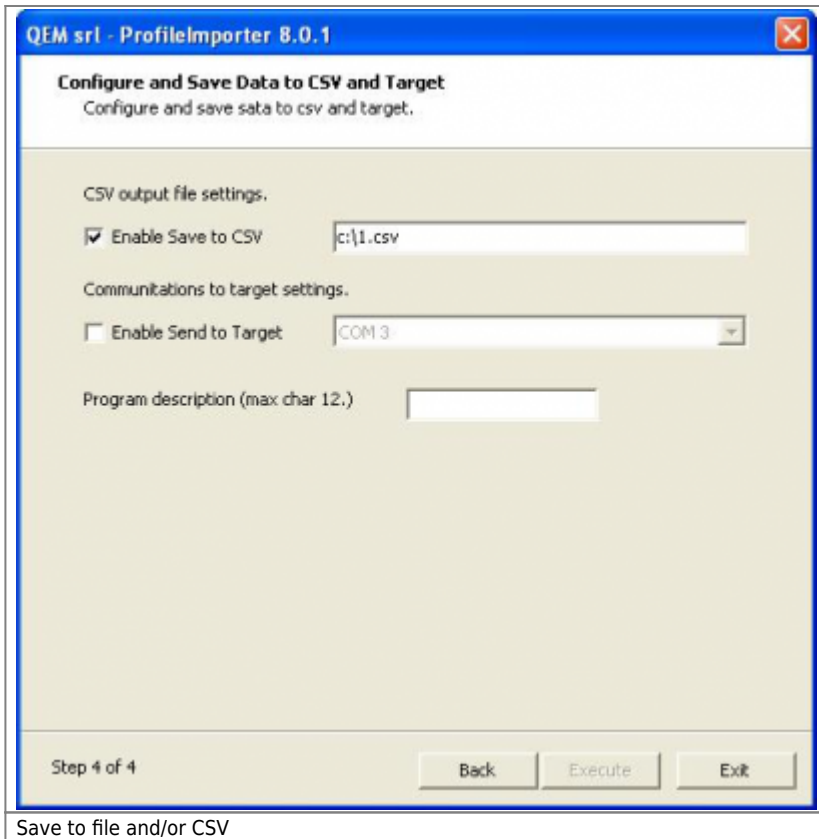 QEM srl - ProfileImporter 8.0.1
Configure and Save Data to CSV and Target
Configure and save sata to csv and target.
CSV output file settings.
Enable Save to CSV
c:\1.csv
Communitations to target settings.
Enable Send to Target
COM 3
Program description (max char 12.)
Step 4 of 4
Back
Execute
Exit
Save to file and/or CSV